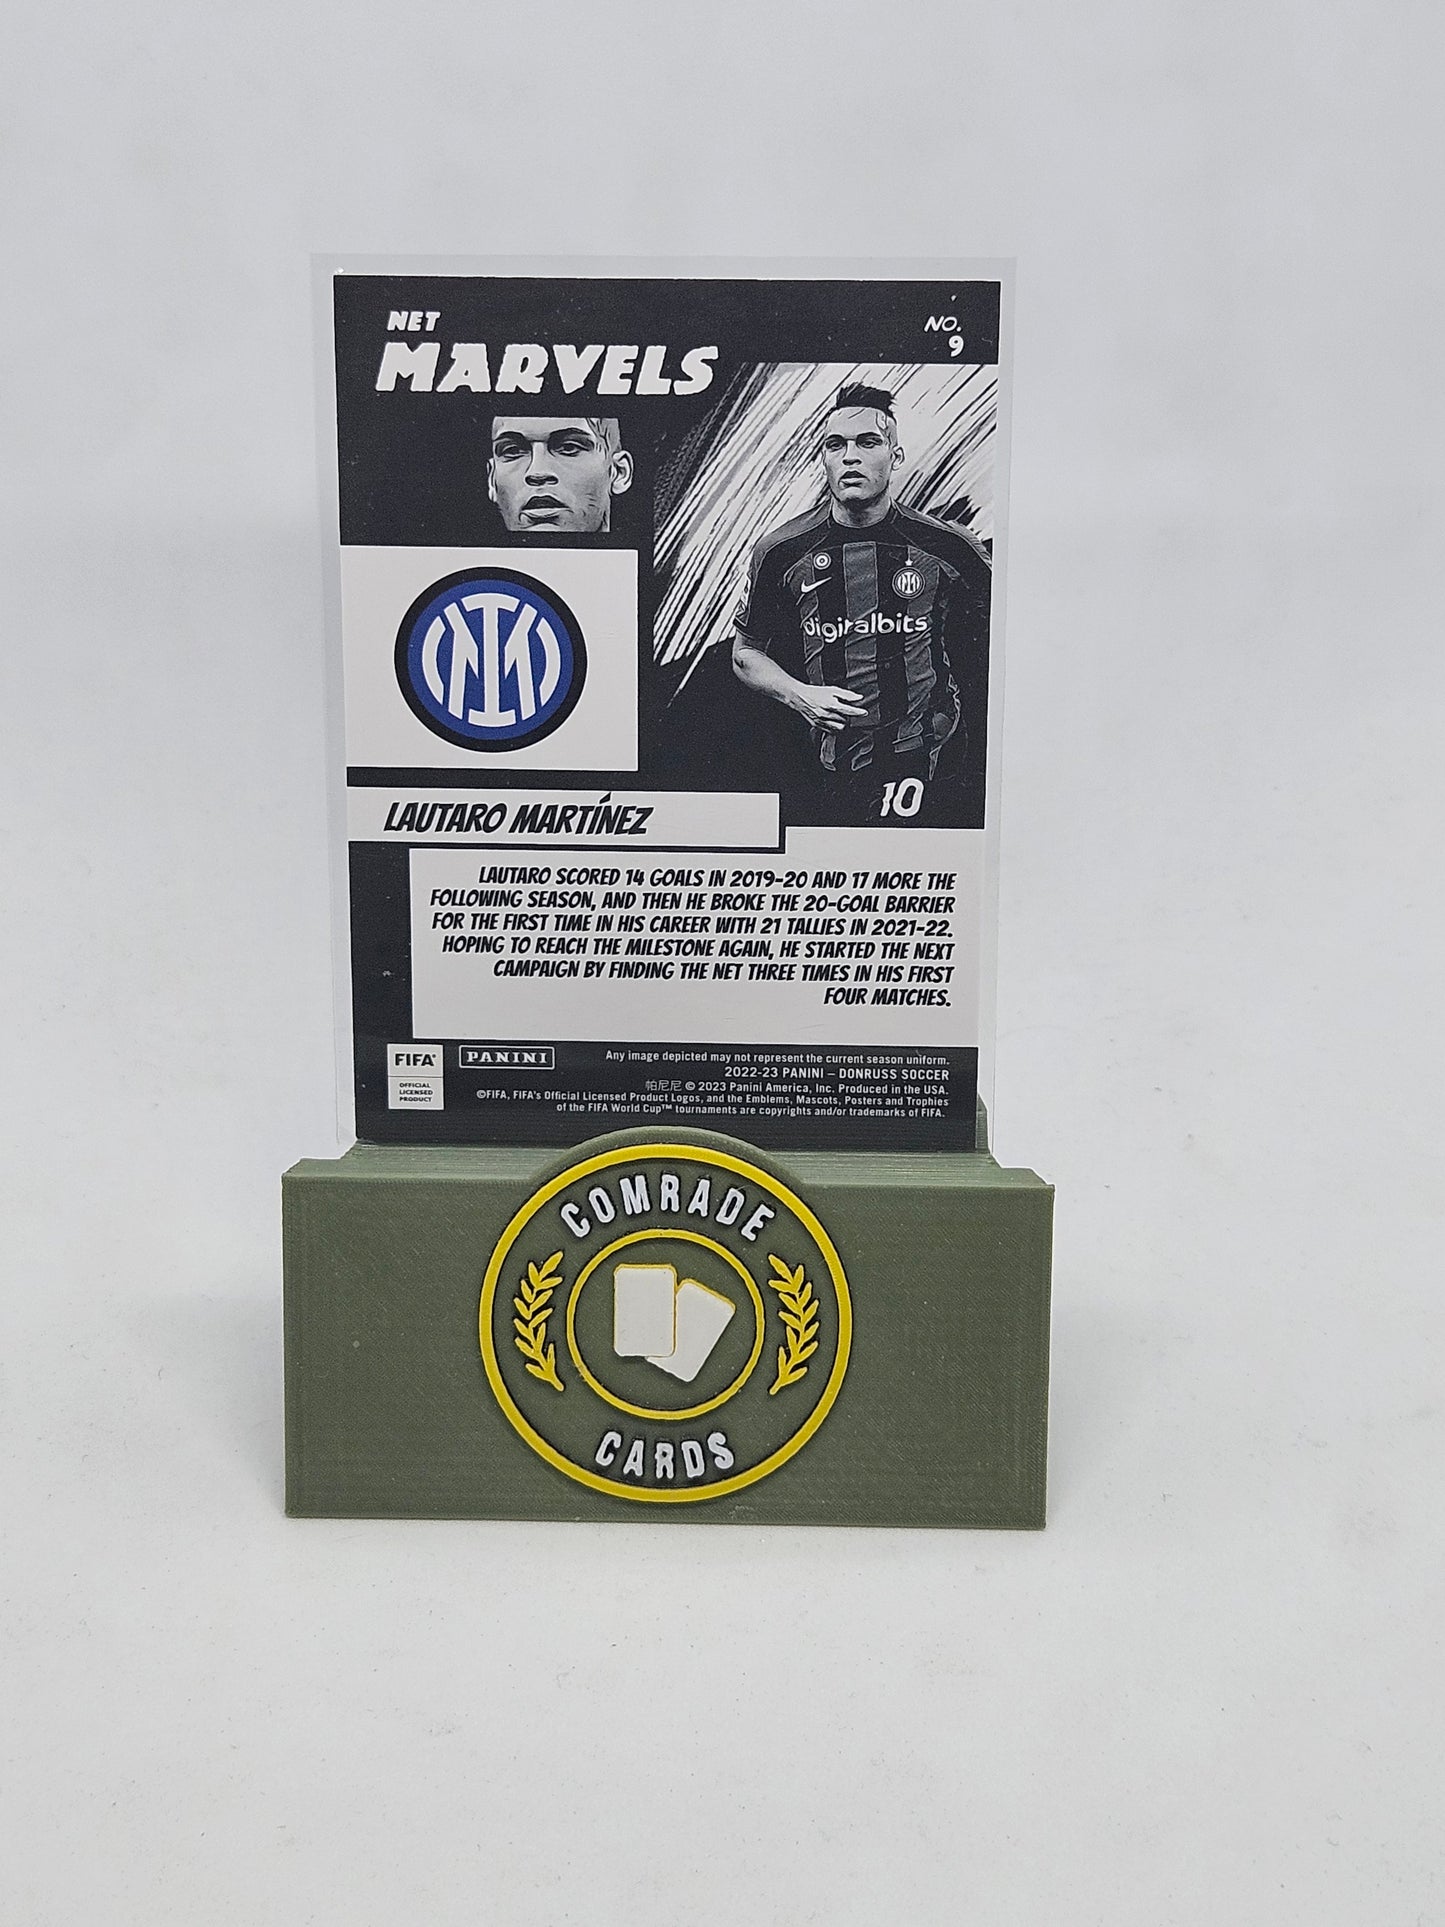 NET
MARVELS
NO.
9
digitalbits
10
LAUTARO MARTÍNEZ
LAUTARO SCORED 14 GOALS IN 2019-20 AND 17 MORE THE
FOLLOWING SEASON, AND THEN HE BROKE THE 20-GOAL BARRIER
FOR THE FIRST TIME IN HIS CAREER WITH 21 TALLIES IN 2021-22.
HOPING TO REACH THE MILESTONE AGAIN, HE STARTED THE NEXT
CAMPAIGN BY FINDING THE NET THREE TIMES IN HIS FIRST
FOUR MATCHES.
FIFA®
OFFICIAL
LICENSED
PRODUCT
PANINI
Any image depicted may not represent the current season uniform.
2022-23 PANINI – DONRUSS SOCCER
帕尼尼 © 2023 Panini America, Inc. Produced in the USA.
©FIFA, FIFA's Official Licensed Product Logos, and the Emblems, Mascots, Posters and Trophies
of the FIFA World Cup™ tournaments are copyrights and/or trademarks of FIFA.
COMRADE
CARDS